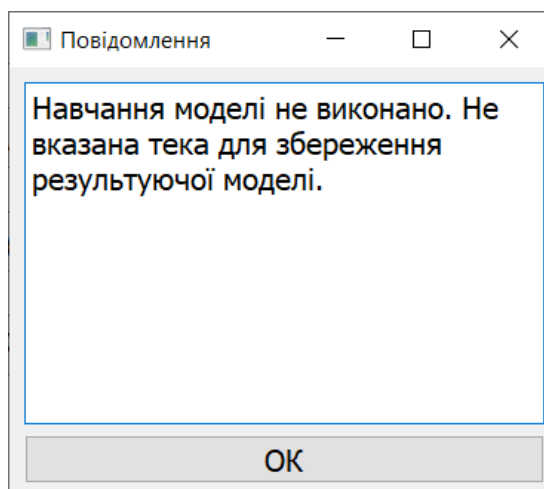 Повідомлення
Навчання моделі не виконано. Не
вказана тека для збереження
результуючої моделі.
ОК